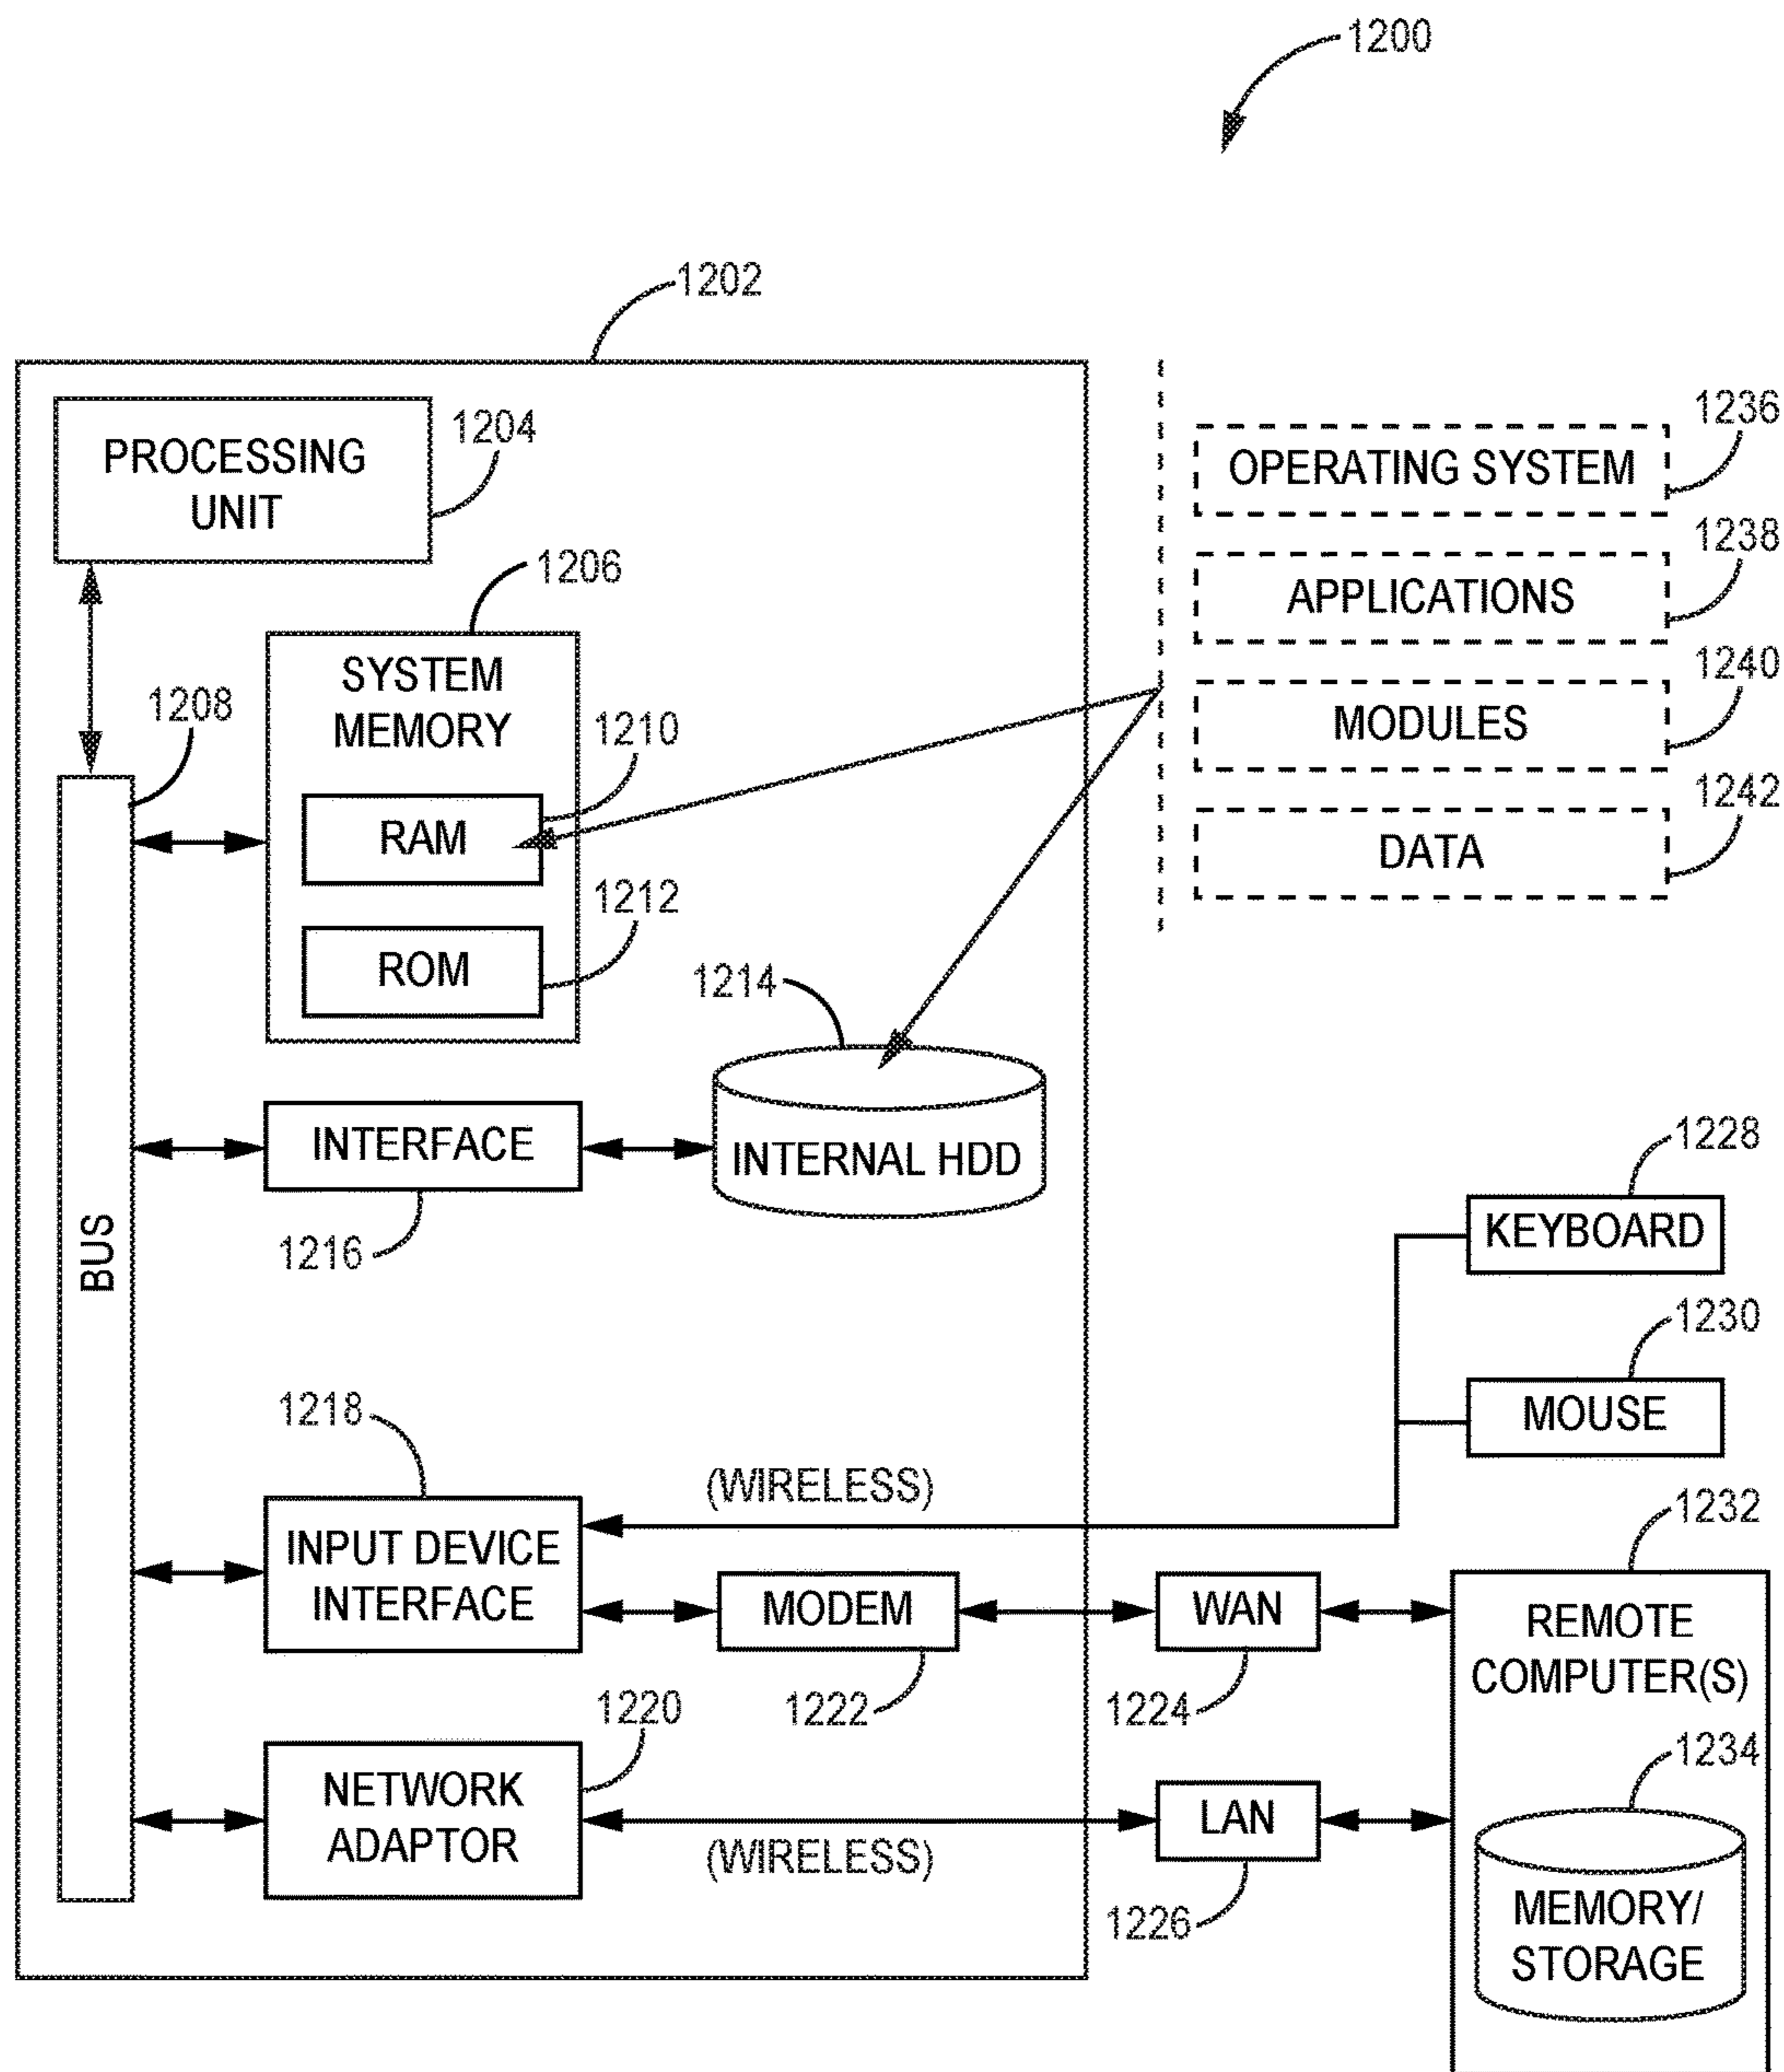 1200
1202
PROCESSING
UNIT
1204
1206
SYSTEM
MEMORY
1208
1210
RAM
1212
ROM
1214
INTERNAL HDD
INTERFACE
1216
BUS
1218
INPUT DEVICE
INTERFACE
(WIRELESS)
MODEM
1222
1220
NETWORK
ADAPTOR
(WIRELESS)
OPERATING SYSTEM
1236
APPLICATIONS
1238
MODULES
1240
DATA
1242
1228
KEYBOARD
1230
MOUSE
1232
WAN
1224
REMOTE
COMPUTER(S)
LAN
1226
1234
MEMORY/
STORAGE